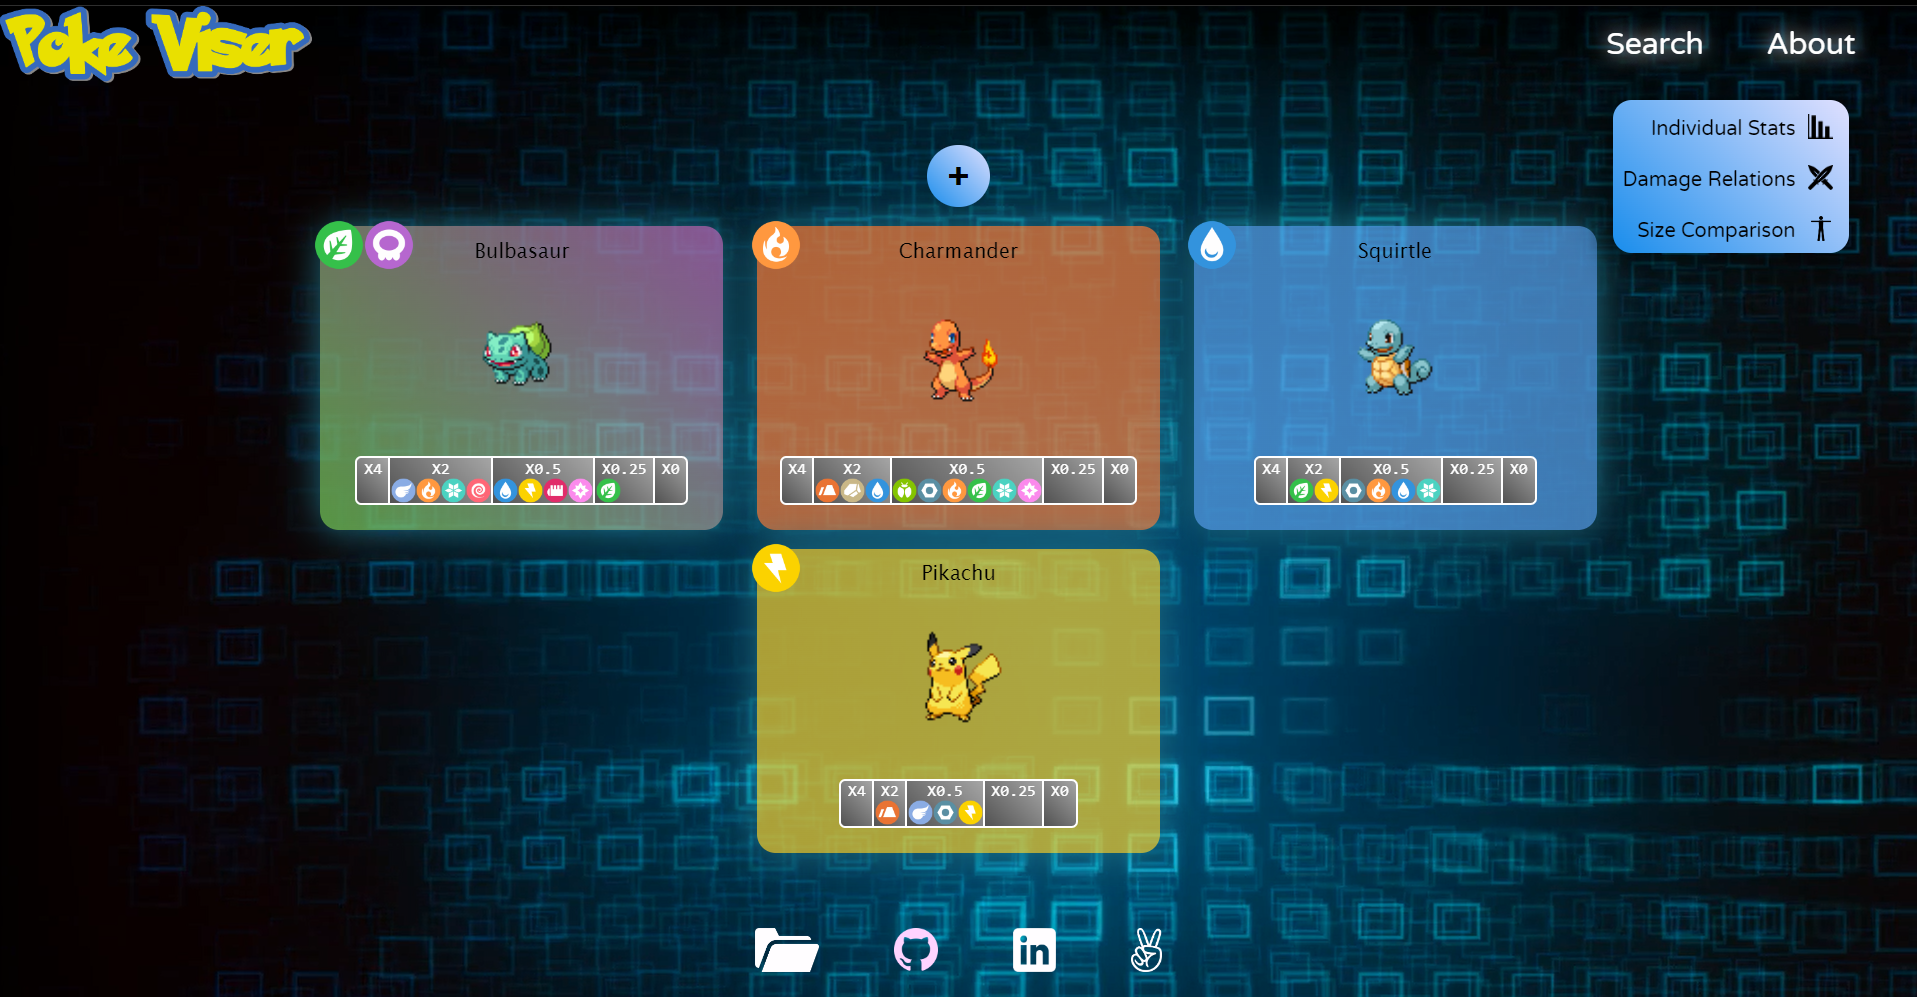 Poke Viser
Search
About
Individual Stats
Damage Relations
Size Comparison
+
Bulbasaur
X4 X2 X0.5 X0.25 X0
Charmander
X4 X2 X0.5 X0.25 X0
Squirtle
X4 X2 X0.5 X0.25 X0
Pikachu
X4 X2 X0.5 X0.25 X0
in